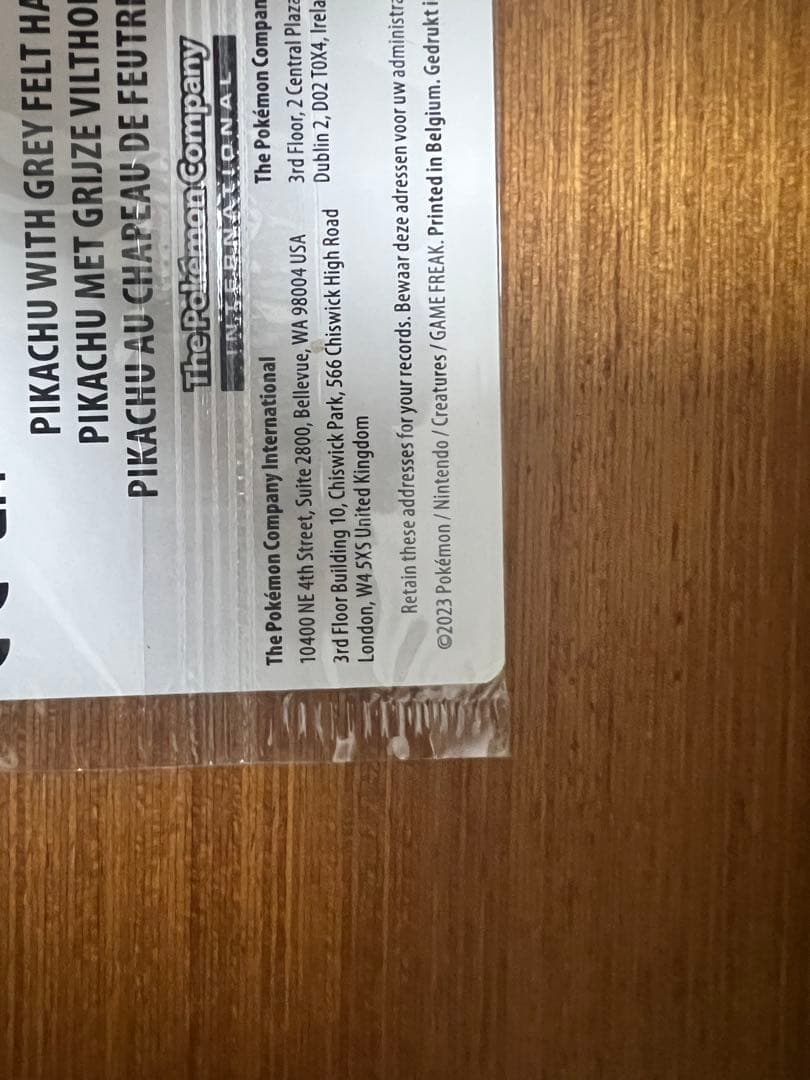 PIKACHU WITH GREY FELT HA
PIKACHU MET GRIJZE VILTHO
PIKACHU AU CHAPEAU DE FEUTR
The Pokémon Company
INTERNATIONAL
The Pokémon Company International
10400 NE 4th Street, Suite 2800, Bellevue, WA 98004 USA
3rd Floor Building 10, Chiswick Park, 566 Chiswick High Road
London, W4 5XS United Kingdom
The Pokémon Compan
3rd Floor, 2 Central Plaza
Dublin 2, D02 T0X4, Irela
Retain these addresses for your records. Bewaar deze adressen voor uw administra
©2023 Pokémon / Nintendo / Creatures / GAME FREAK. Printed in Belgium. Gedrukt i